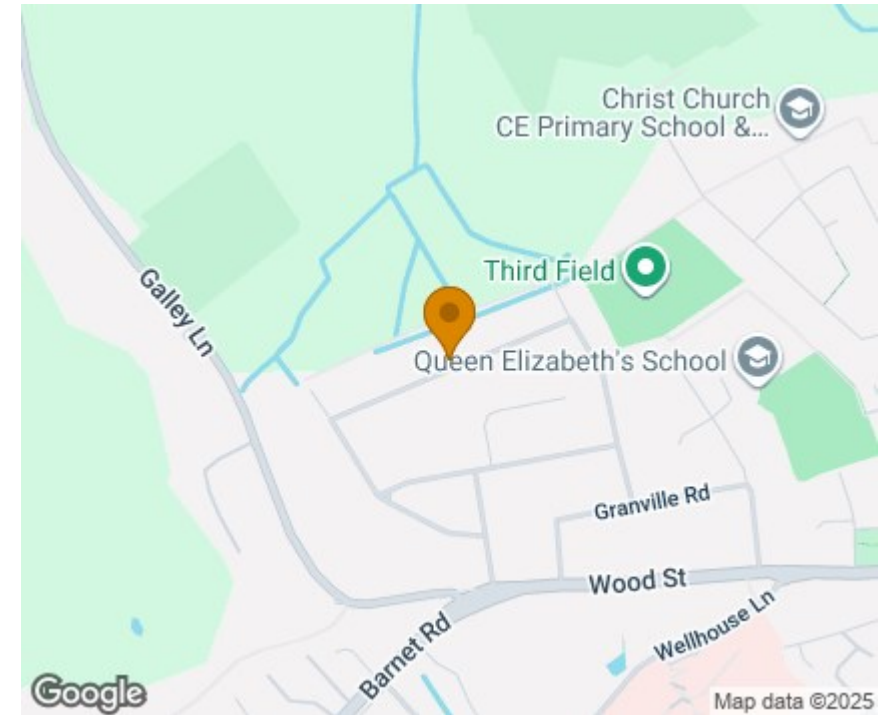 Christ Church
CE Primary School &...
Third Field
Galley Ln
Queen Elizabeth's School
Granville Rd
Wood St
Barnet Rd
Wellhouse Ln
Google
Map data ©2025